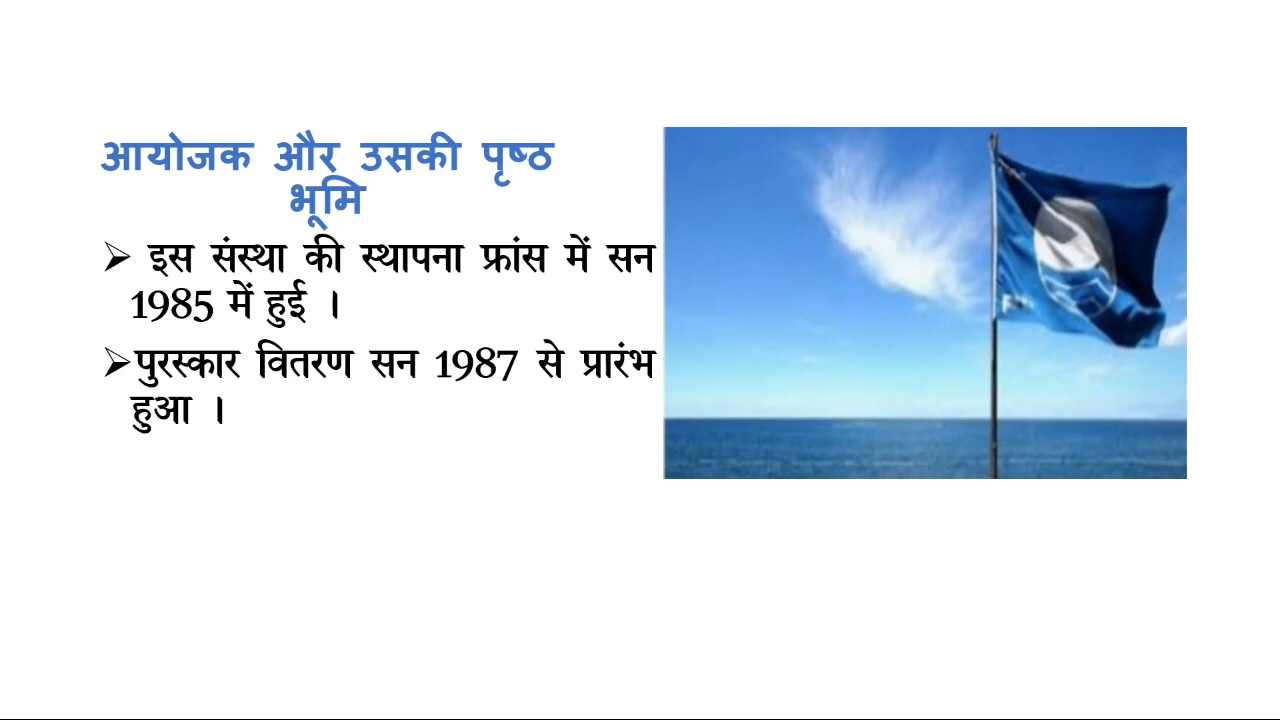 आयोजक और उसकी पृष्ठ
भूमि
➢ इस संस्था की स्थापना फ्रांस में सन
1985 में हुई ।
➢पुरस्कार वितरण सन 1987 से प्रारंभ
हुआ ।